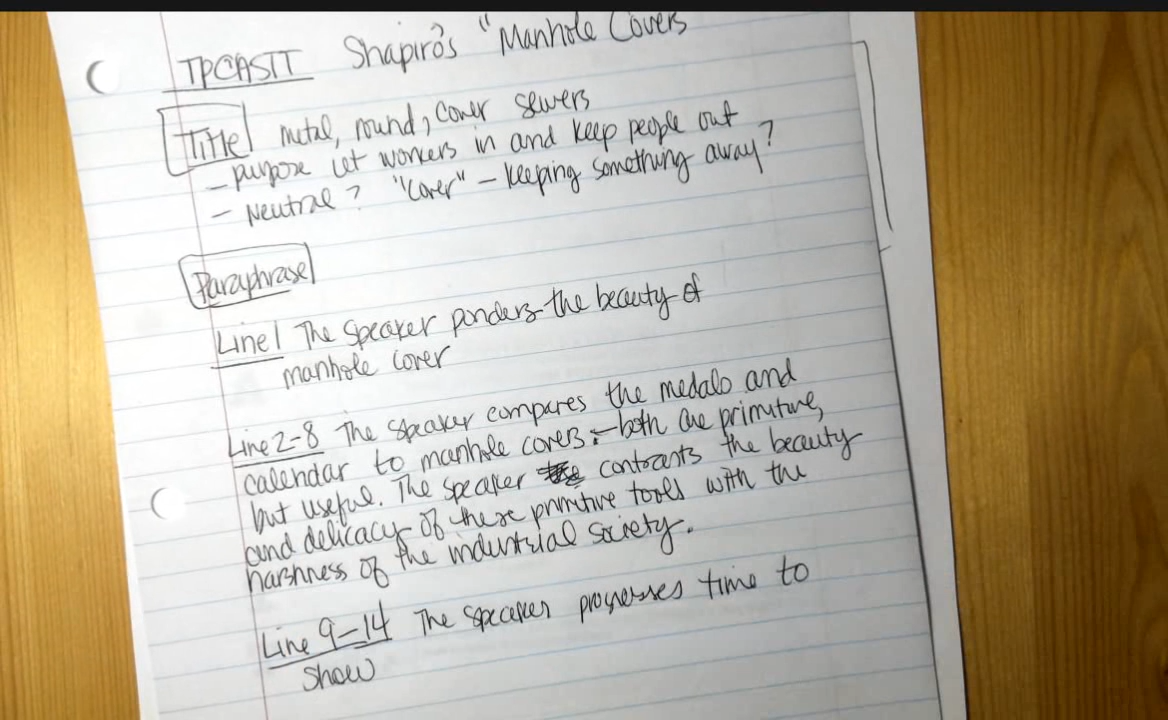 TPCASTT Shapiro's "Manhole Covers
Title metal, round, cover sewers
- purpose let workers in and keep people out
- Neutral? "cover" - keeping something away?
Paraphrase
Line 1 The speaker ponders the beauty of
manhole cover
Line 2-8 The speaker compares the medals and
calendar to manhole covers: - both are primitive,
but useful. The speaker contrasts the beauty
and delicacy of these primitive tools with the
harshness of the industrial society.
Line 9-14 The speaker progresses time to
show